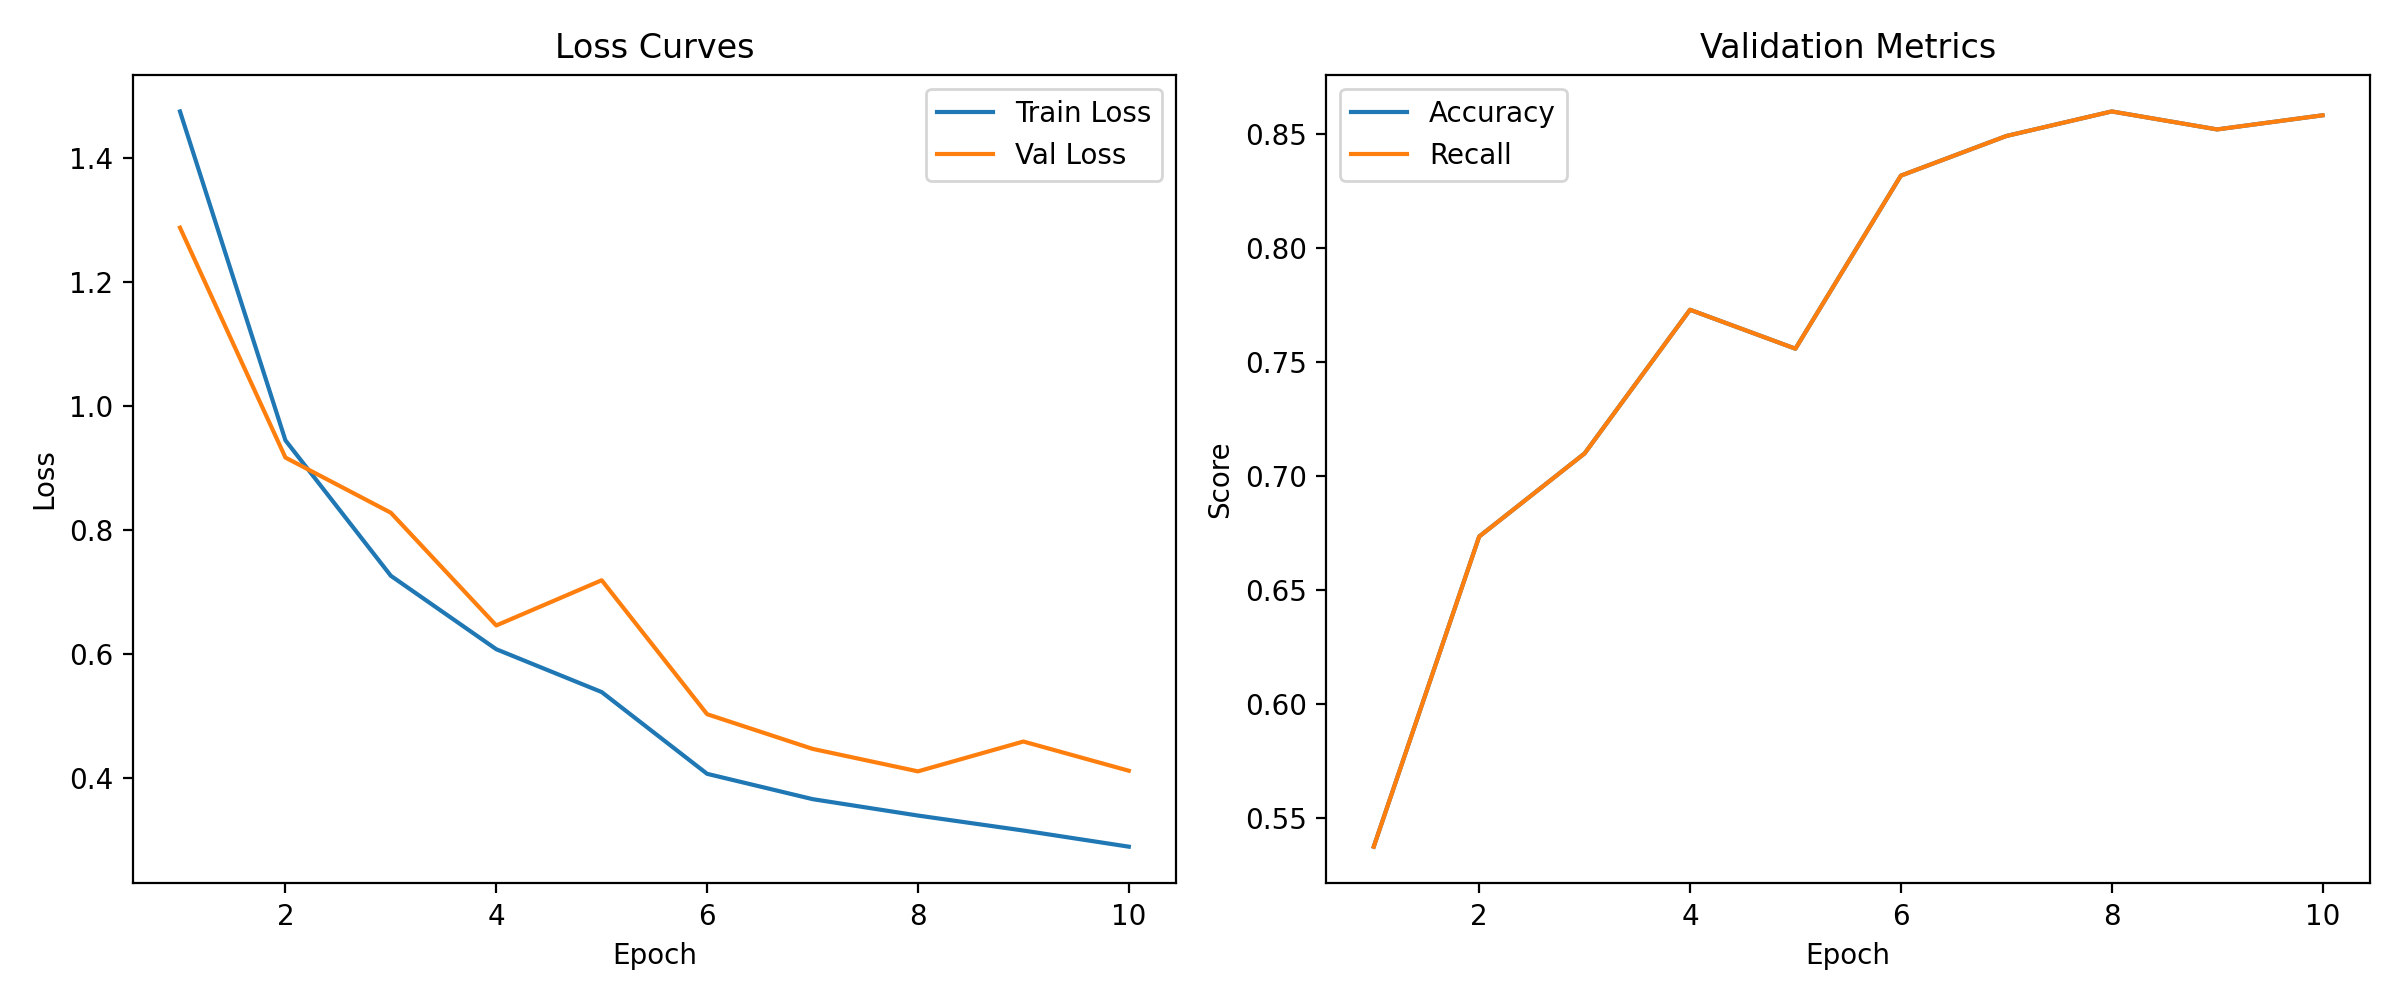 Loss Curves
Train Loss
Val Loss
1.4
1.2
1.0
0.8
0.6
0.4
Loss
2 4 6 8 10
Epoch
Validation Metrics
Accuracy
Recall
0.85
0.80
0.75
0.70
0.65
0.60
0.55
Score
2 4 6 8 10
Epoch